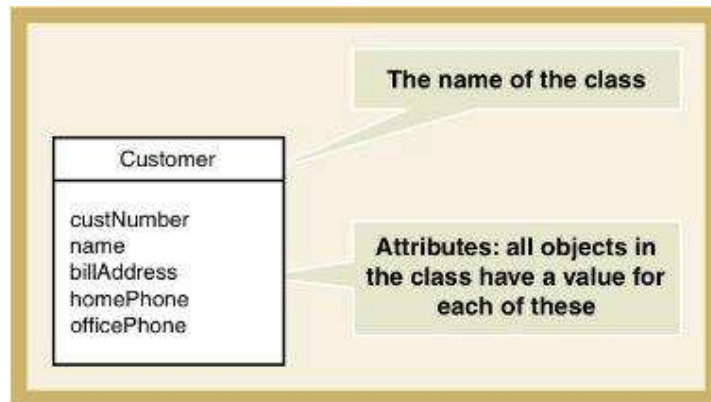 The name of the class
Customer
custNumber
name
billAddress
homePhone
officePhone
Attributes: all objects in
the class have a value for
each of these